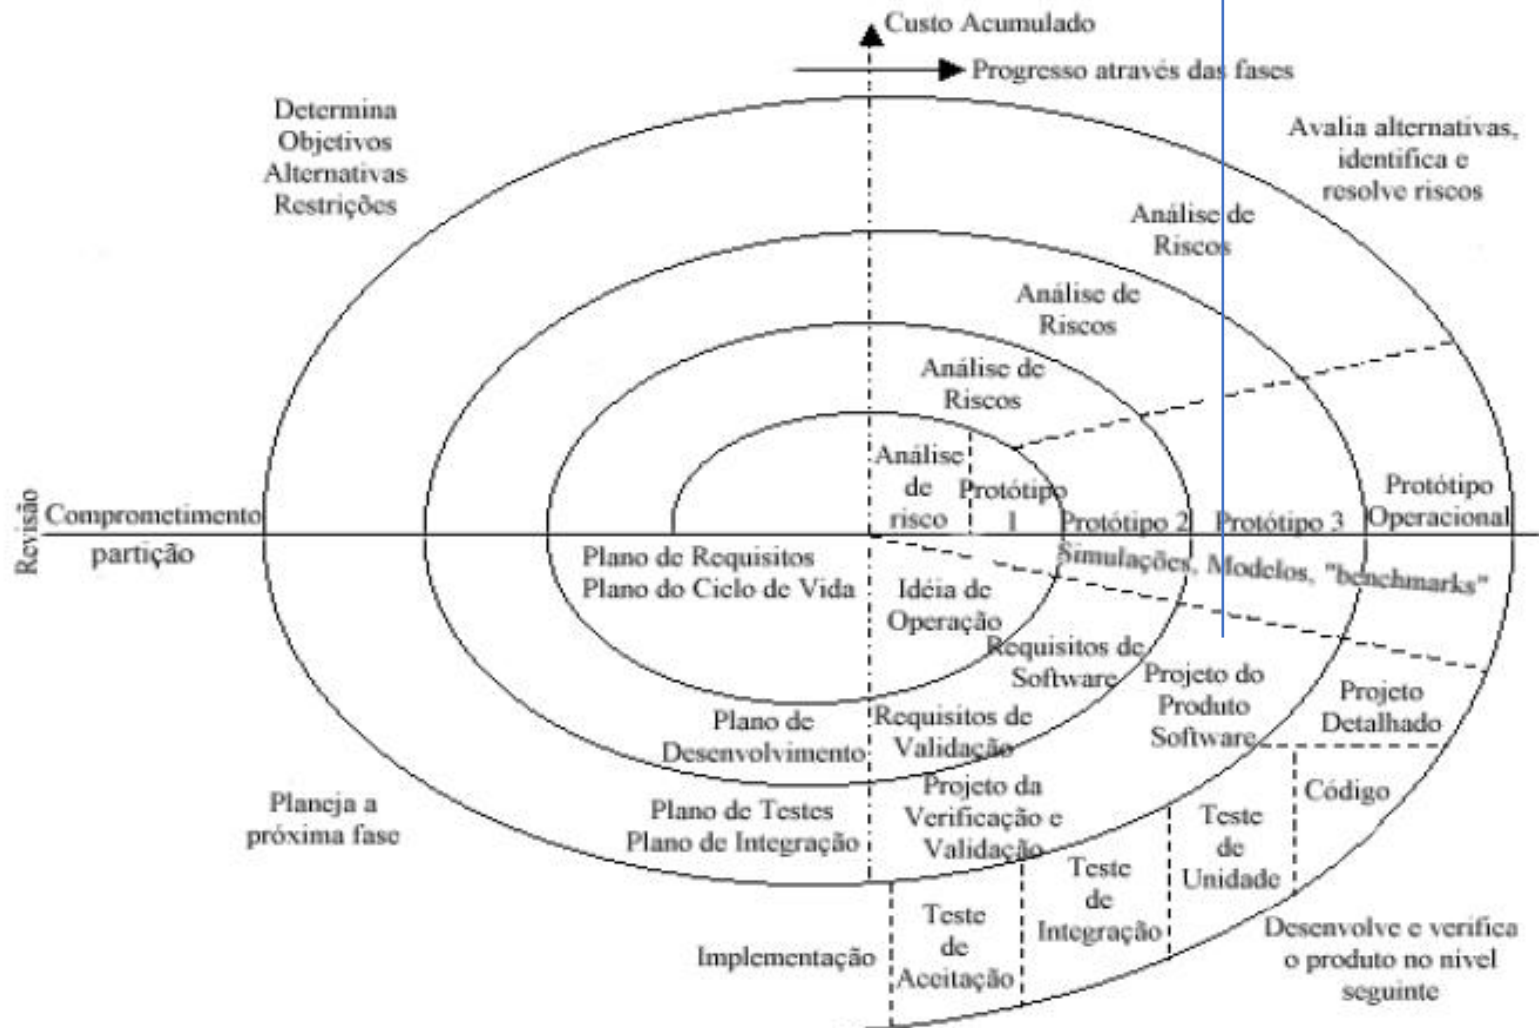 Custo Acumulado
Progresso através das fases
Determina
Objetivos
Alternativas
Restrições
Avalia alternativas,
identifica e
resolve riscos
Análise de
Riscos
Análise de
Riscos
Análise de
Riscos
Análise
de
risco
Protótipo
1
Protótipo 2
Protótipo 3
Protótipo
Operacional
Revisão
Comprometimento
partição
Simulações, Modelos, "benchmarks"
Plano de Requisitos
Plano do Ciclo de Vida
Idéia de
Operação
Requisitos de
Software
Projeto do
Produto
Software
Projeto
Detalhado
Plano de
Desenvolvimento
Requisitos de
Validação
Código
Planeja a
próxima fase
Plano de Testes
Plano de Integração
Projeto da
Verificação e
Validação
Teste
de
Unidade
Teste
de
Integração
Teste
de
Aceitação
Implementação
Desenvolve e verifica
o produto no nivel
seguinte